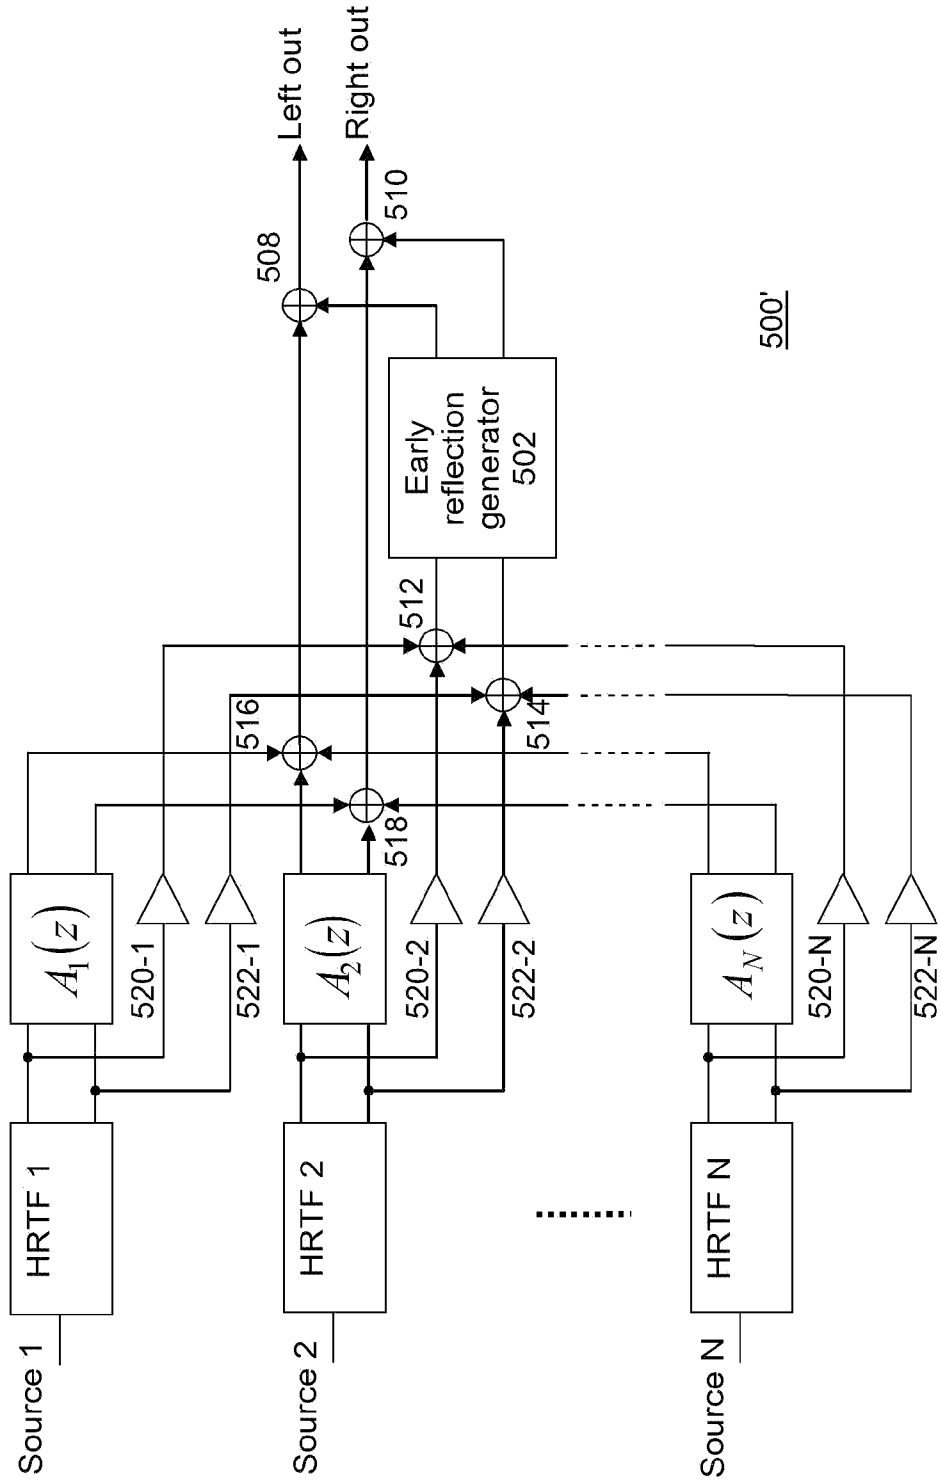 Source 1
HRTF 1
A₁(z)
520-1
522-1
Source 2
HRTF 2
A₂(z)
520-2
522-2
Source N
HRTF N
A_N(z)
520-N
522-N
516
518
512
514
Early
reflection
generator
502
508
510
Left out
Right out
500'